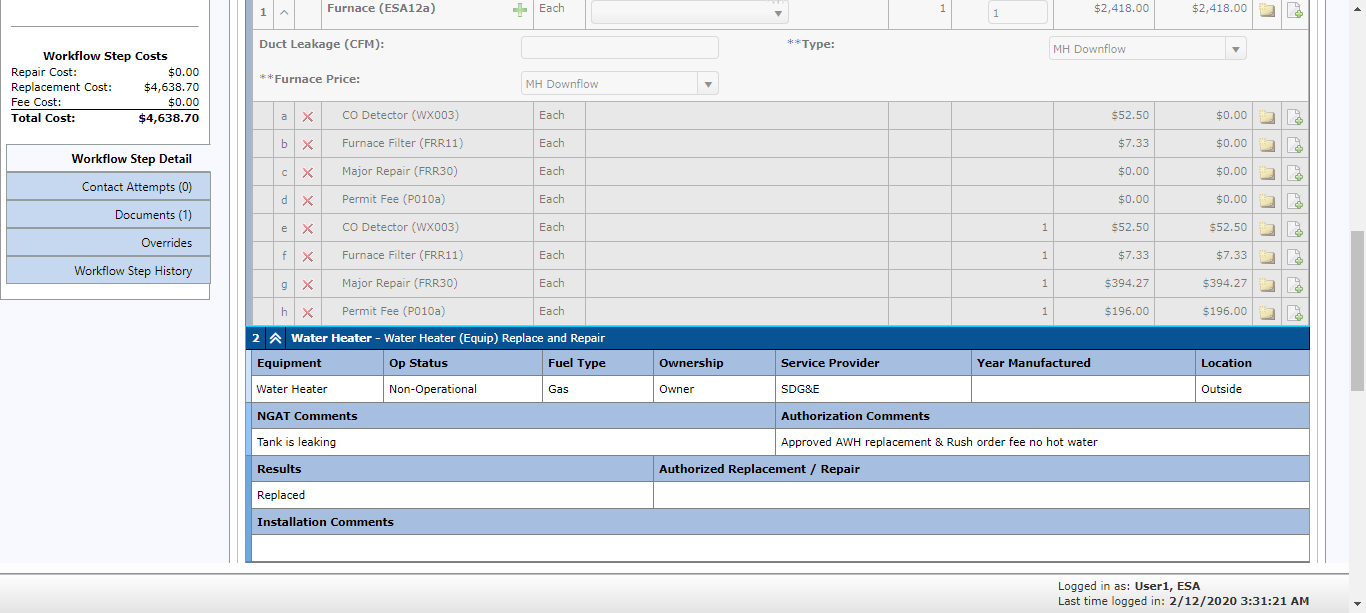 Workflow Step Costs
Repair Cost: $0.00
Replacement Cost: $4,638.70
Fee Cost: $0.00
Total Cost: $4,638.70
Workflow Step Detail
Contact Attempts (0)
Documents (1)
Overrides
Workflow Step History
1 Furnace (ESA12a) Each 1 1 $2,418.00 $2,418.00
Duct Leakage (CFM): **Type: MH Downflow
**Furnace Price: MH Downflow
a CO Detector (WX003) Each $52.50 $0.00
b Furnace Filter (FRR11) Each $7.33 $0.00
c Major Repair (FRR30) Each $0.00 $0.00
d Permit Fee (P010a) Each $0.00 $0.00
e CO Detector (WX003) Each 1 $52.50 $52.50
f Furnace Filter (FRR11) Each 1 $7.33 $7.33
g Major Repair (FRR30) Each 1 $394.27 $394.27
h Permit Fee (P010a) Each 1 $196.00 $196.00
2 Water Heater - Water Heater (Equip) Replace and Repair
Equipment Op Status Fuel Type Ownership Service Provider Year Manufactured Location
Water Heater Non-Operational Gas Owner SDG&E Outside
NGAT Comments Authorization Comments
Tank is leaking Approved AWH replacement & Rush order fee no hot water
Results Authorized Replacement / Repair
Replaced
Installation Comments
Logged in as: User1, ESA
Last time logged in: 2/12/2020 3:31:21 AM